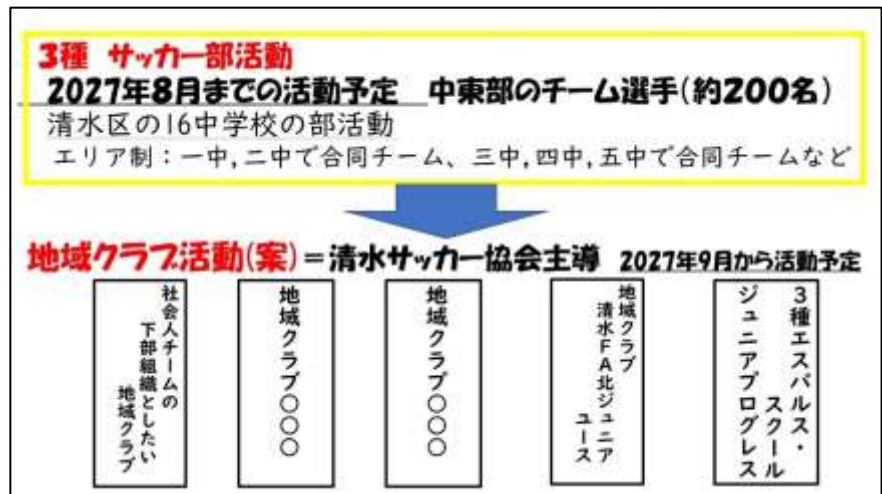 3種 サッカー部活動
2027年8月までの活動予定 中東部のチーム選手(約200名)
清水区の16中学校の部活動
エリア制：一中,二中で合同チーム、三中,四中,五中で合同チームなど
地域クラブ活動(案)＝清水サッカー協会主導 2027年9月から活動予定
社会人チームの
下部組織としたい
地域クラブ
地域クラブ〇〇〇
地域クラブ〇〇〇
地域クラブ
清水FA北ジュニア
ユース
3種エスパルス・
スクール
ジュニアプログレス